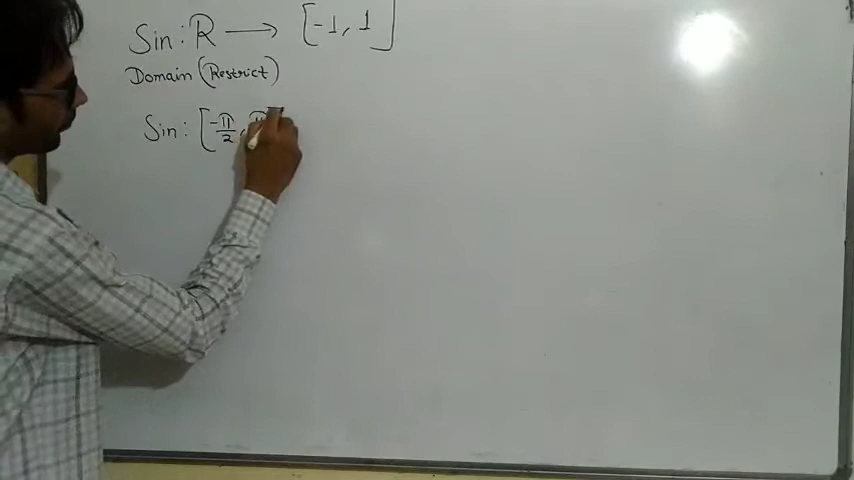 Sin : R → [-1, 1]
Domain (Restrict)
Sin : [-π/2, π